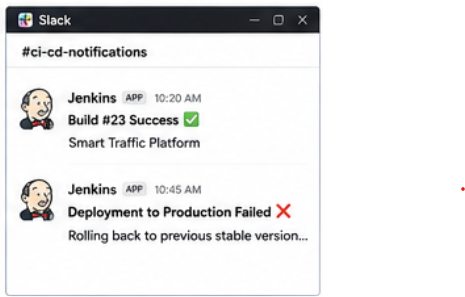 Slack
#ci-cd-notifications
Jenkins APP 10:20 AM
Build #23 Success ✅
Smart Traffic Platform
Jenkins APP 10:45 AM
Deployment to Production Failed ❌
Rolling back to previous stable version...